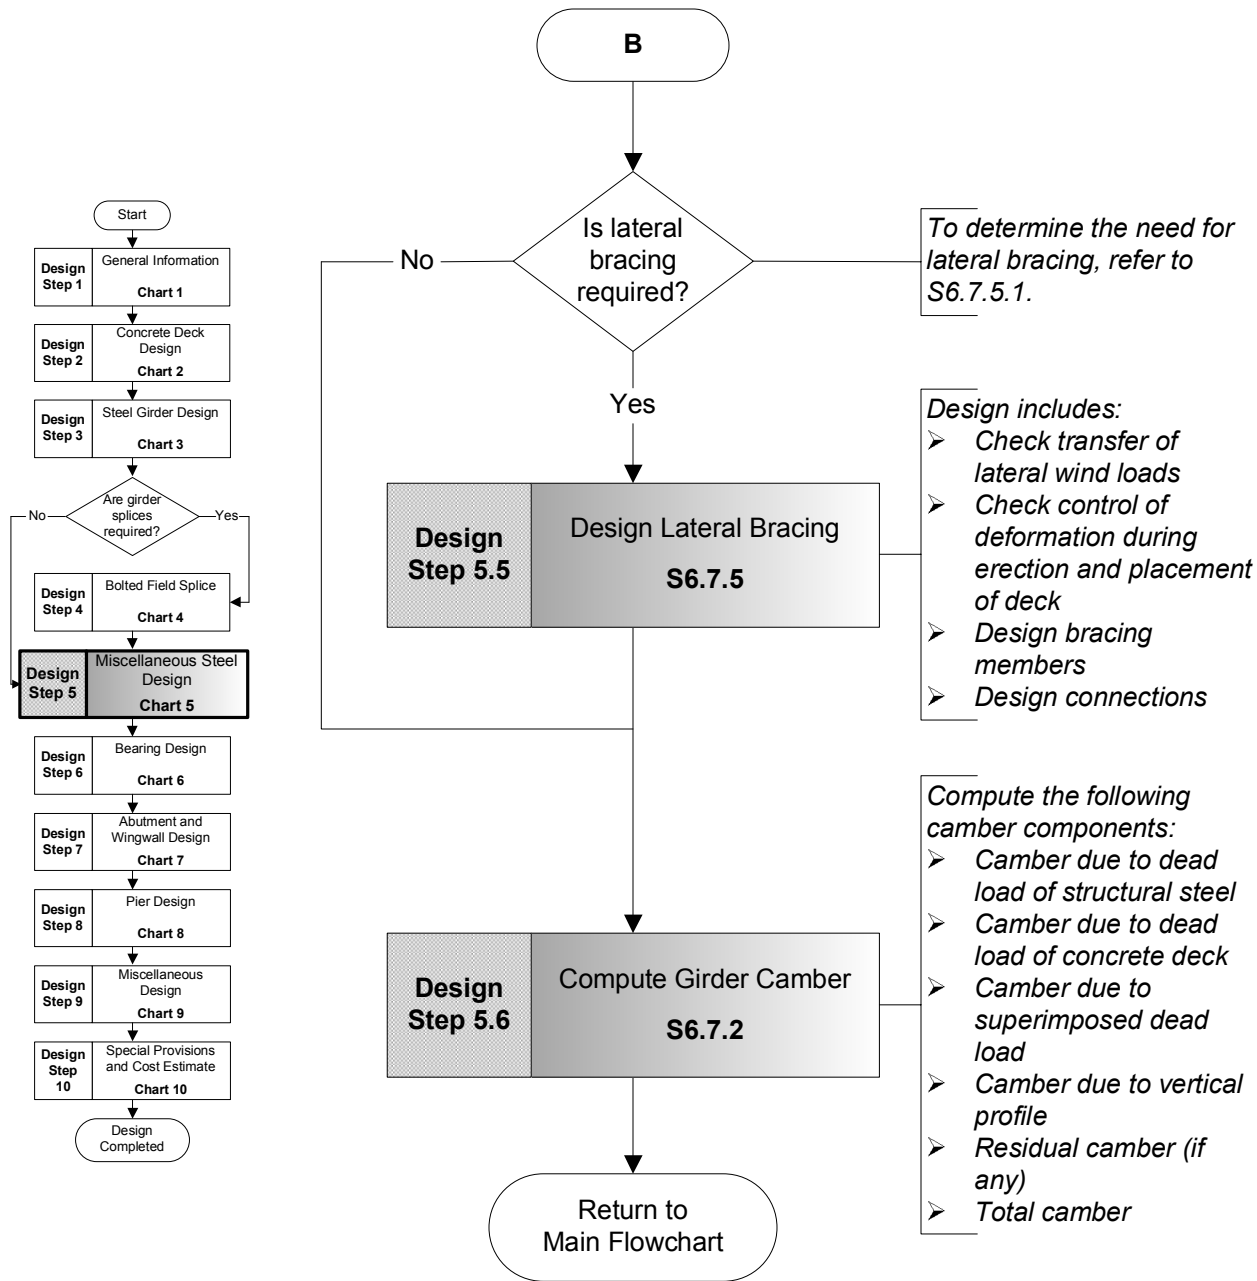 Start
Design
Step 1
General Information
Chart 1
Design
Step 2
Concrete Deck
Design
Chart 2
Design
Step 3
Steel Girder Design
Chart 3
Are girder
splices
required?
No
Yes
Design
Step 4
Bolted Field Splice
Chart 4
Design
Step 5
Miscellaneous Steel
Design
Chart 5
Design
Step 6
Bearing Design
Chart 6
Design
Step 7
Abutment and
Wingwall Design
Chart 7
Design
Step 8
Pier Design
Chart 8
Design
Step 9
Miscellaneous
Design
Chart 9
Design
Step
10
Special Provisions
and Cost Estimate
Chart 10
Design
Completed
B
Is lateral
bracing
required?
No
Yes
To determine the need for
lateral bracing, refer to
S6.7.5.1.
Design
Step 5.5
Design Lateral Bracing
S6.7.5
Design includes:
➢ Check transfer of
lateral wind loads
➢ Check control of
deformation during
erection and placement
of deck
➢ Design bracing
members
➢ Design connections
Design
Step 5.6
Compute Girder Camber
S6.7.2
Compute the following
camber components:
➢ Camber due to dead
load of structural steel
➢ Camber due to dead
load of concrete deck
➢ Camber due to
superimposed dead
load
➢ Camber due to vertical
profile
➢ Residual camber (if
any)
➢ Total camber
Return to
Main Flowchart